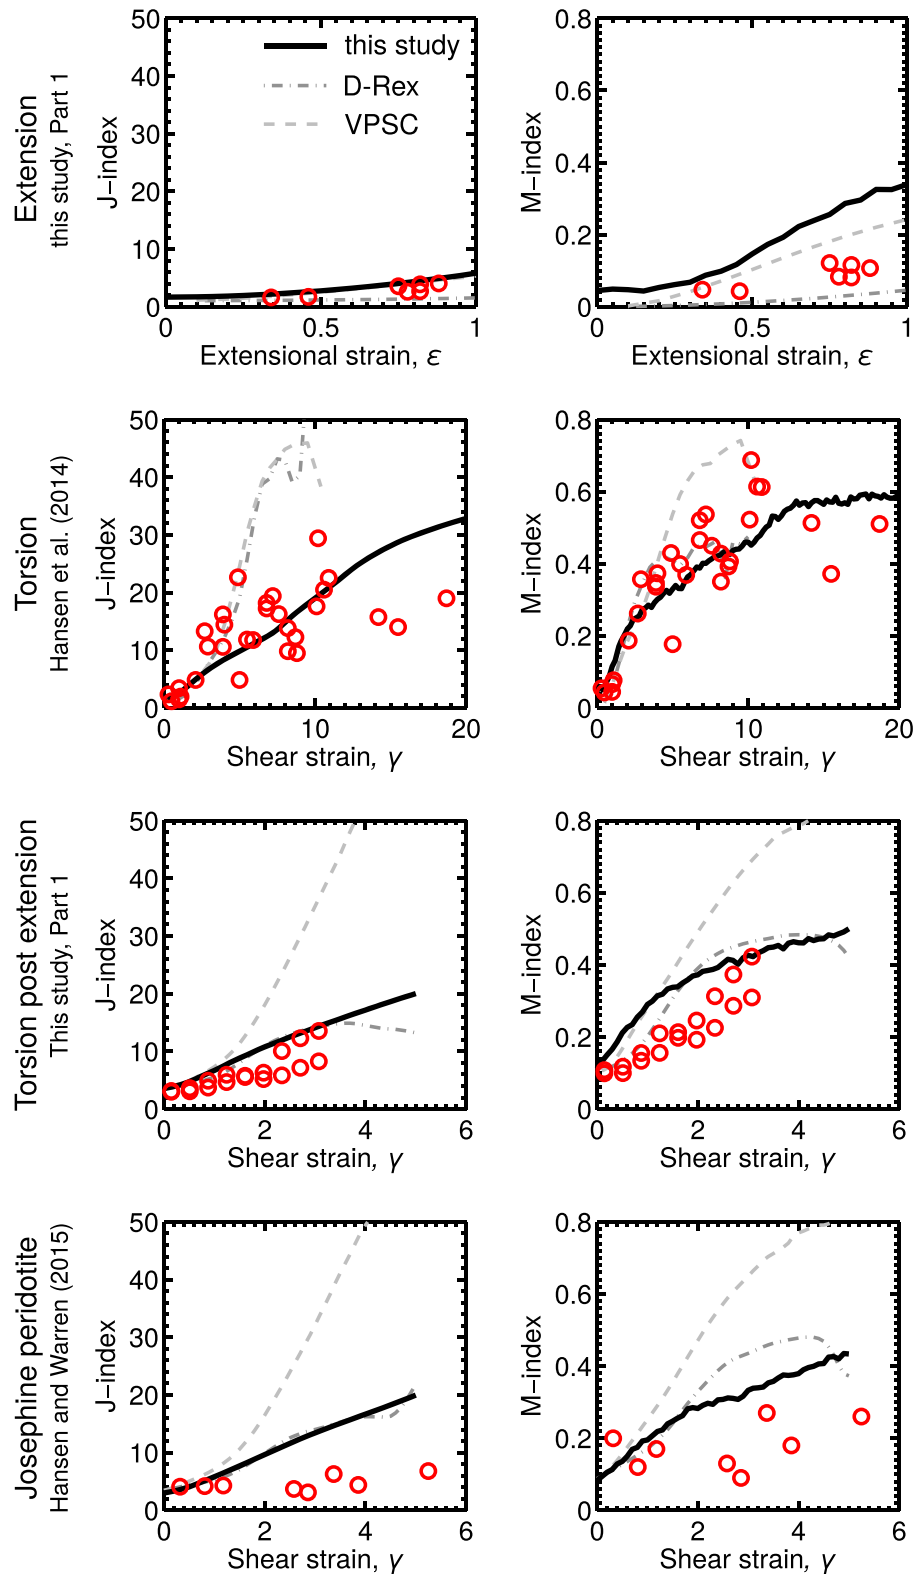 Extension
this study, Part 1
J-index
50
40
30
20
10
0
this study
D-Rex
VPSC
0 0.5 1
Extensional strain, ε
M-index
0.8
0.6
0.4
0.2
0
0 0.5 1
Extensional strain, ε
Torsion
Hansen et al. (2014)
J-index
50
40
30
20
10
0
0 10 20
Shear strain, γ
M-index
0.8
0.6
0.4
0.2
0
0 10 20
Shear strain, γ
Torsion post extension
This study, Part 1
J-index
50
40
30
20
10
0
0 2 4 6
Shear strain, γ
M-index
0.8
0.6
0.4
0.2
0
0 2 4 6
Shear strain, γ
Josephine peridotite
Hansen and Warren (2015)
J-index
50
40
30
20
10
0
0 2 4 6
Shear strain, γ
M-index
0.8
0.6
0.4
0.2
0
0 2 4 6
Shear strain, γ